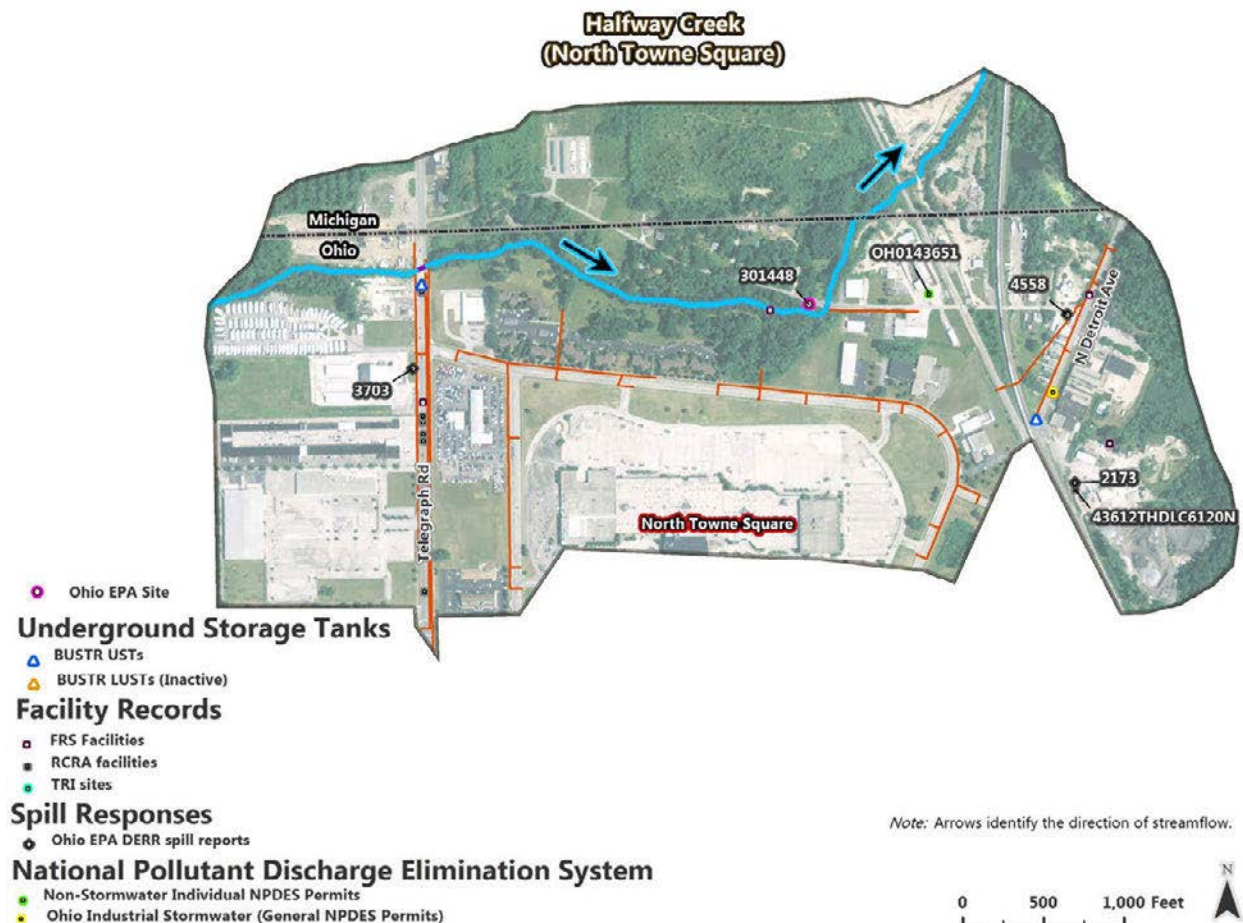 Halfway Creek
(North Towne Square)
Michigan
Ohio
OH0143651
301448
4558
N Detroit Ave
3703
2173
43612THDLC6120N
North Towne Square
Telegraph Rd
Ohio EPA Site
Underground Storage Tanks
BUSTR USTs
BUSTR LUSTs (Inactive)
Facility Records
FRS Facilities
RCRA facilities
TRI sites
Spill Responses
Ohio EPA DERR spill reports
Note: Arrows identify the direction of streamflow.
National Pollutant Discharge Elimination System
Non-Stormwater Individual NPDES Permits
Ohio Industrial Stormwater (General NPDES Permits)
N
0 500 1,000 Feet